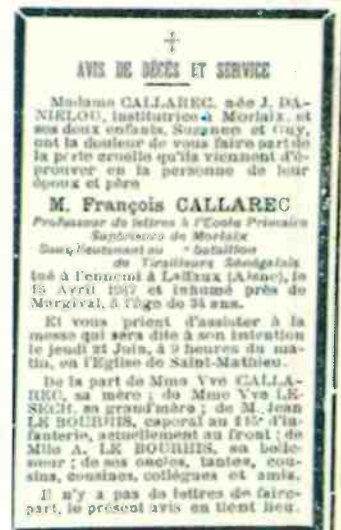 AVIS DE DÉCÈS ET SERVICE
Madame CALLAREC, née J. DA-
NIELOU, institutrice à Morlaix, et
ses deux enfants, Suzanne et Guy,
ont la douleur de vous faire part de
la perte cruelle qu'ils viennent d'é-
prouver en la personne de leur
époux et père
M. François CALLAREC
Professeur de lettres à l'Ecole Primaire
Supérieure de Morlaix
Sous-lieutenant au bataillon
de Tirailleurs Sénégalais
tué à l'ennemi à Laffaux (Aisne), le
Avril 1917 et inhumé près de
Margival, à l'âge de 34 ans.
Et vous prient d'assister à la
messe qui sera dite à son intention
le jeudi 21 Juin, à 9 heures du ma-
tin, en l'Eglise de Saint-Mathieu.
De la part de Mme Vve CALLA-
REC, sa mère ; de Mme Vve LE-
SECH, sa grand'mère ; de M. Jean
LE BOURHIS, caporal au d'in-
fanterie, actuellement au front ; de
Mlle A. LE BOURHIS, sa belle-
sœur ; de ses oncles, tantes, cou-
sins, cousines, collègues et amis.
Il n'y a pas de lettres de faire-
part, le présent avis en tient lieu.